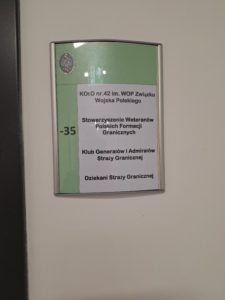 KOŁO nr.42 im. WOP Związku
Wojska Polskiego
Stowarzyszenie Weteranów
Polskich Formacji
Granicznych
-35
Klub Generałów i Admirałów
Straży Granicznej
Dziekani Straży Granicznej